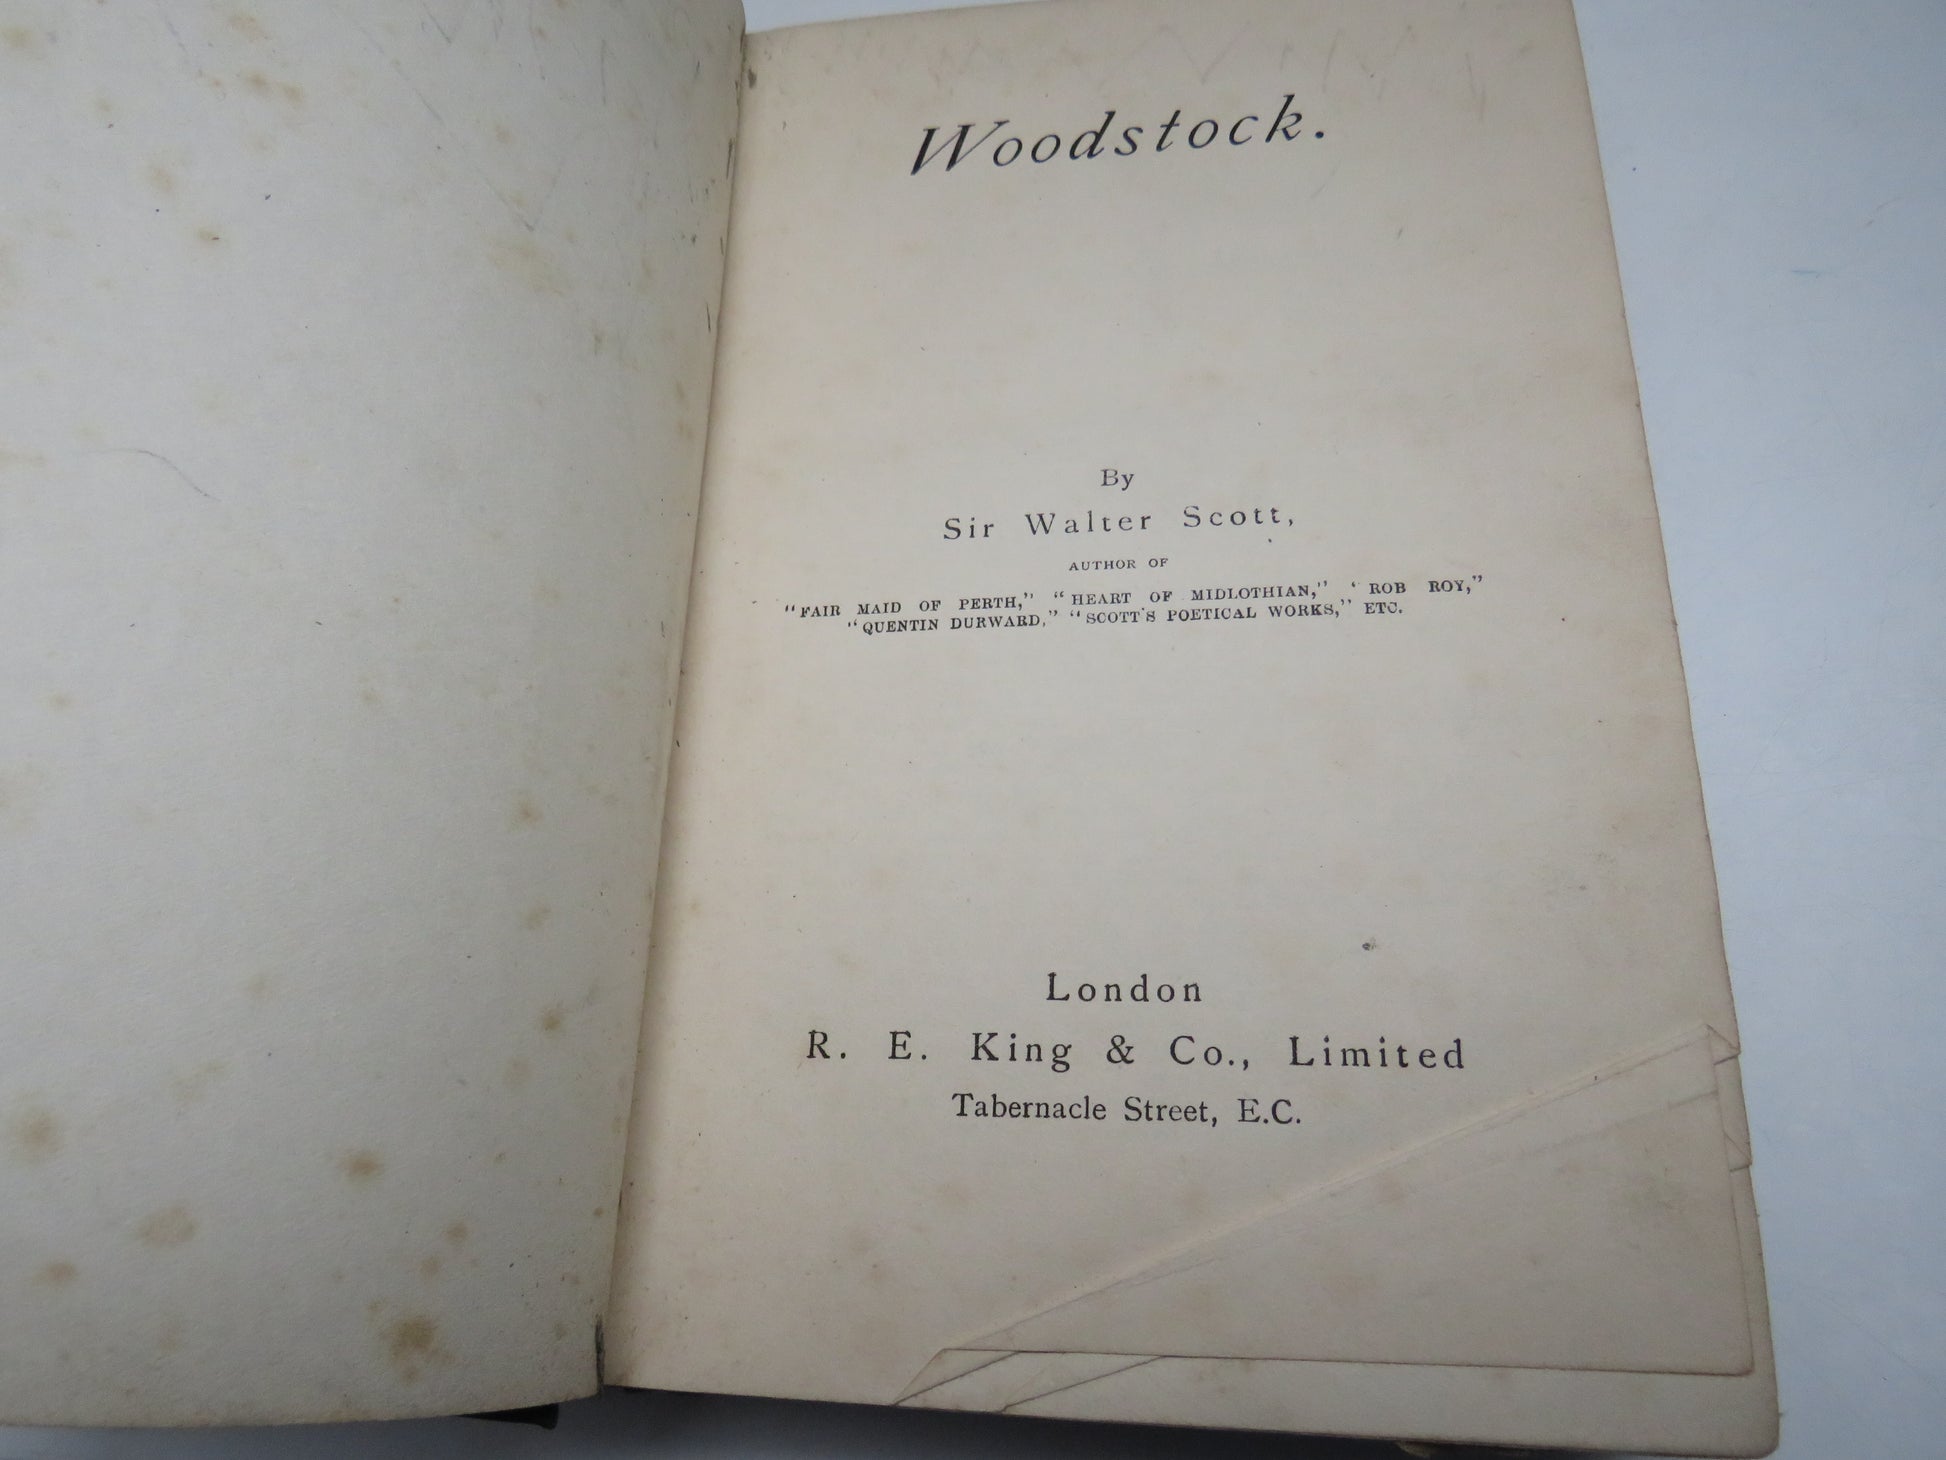 Woodstock.
By
Sir Walter Scott,
AUTHOR OF
"FAIR MAID OF PERTH," "HEART OF MIDLOTHIAN," ' ROB ROY,"
"QUENTIN DURWARD," "SCOTT'S POETICAL WORKS," ETC.
London
R. E. King & Co., Limited
Tabernacle Street, E.C.